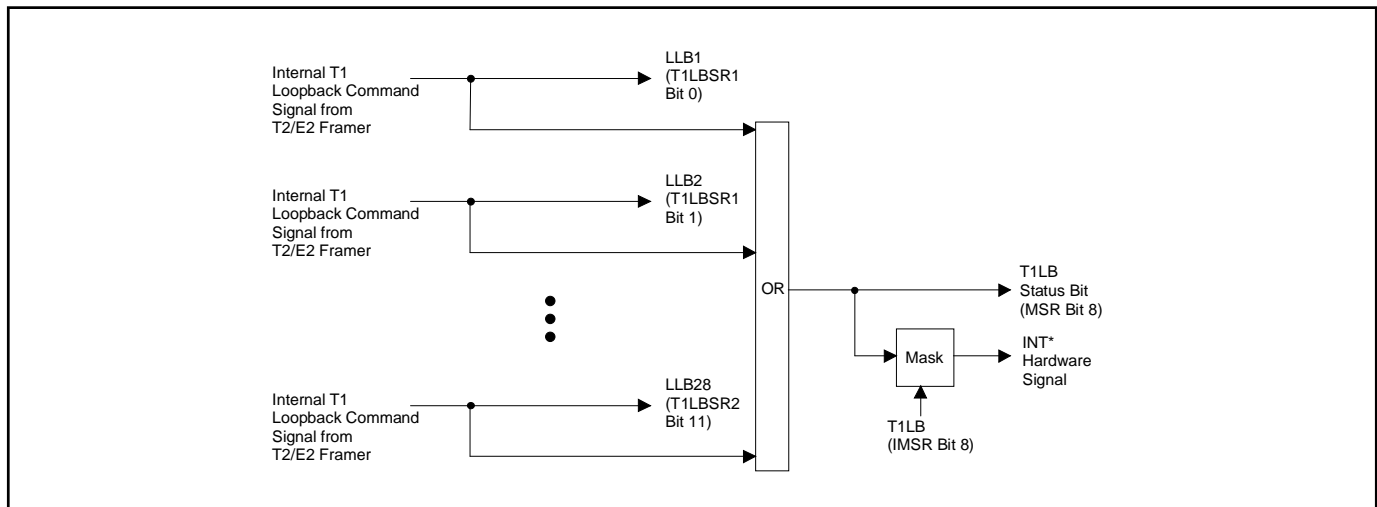 Internal T1
Loopback Command
Signal from
T2/E2 Framer
LLB1
(T1LBSR1
Bit 0)
Internal T1
Loopback Command
Signal from
T2/E2 Framer
LLB2
(T1LBSR1
Bit 1)
OR
T1LB
Status Bit
(MSR Bit 8)
Mask
INT*
Hardware
Signal
T1LB
(IMSR Bit 8)
Internal T1
Loopback Command
Signal from
T2/E2 Framer
LLB28
(T1LBSR2
Bit 11)